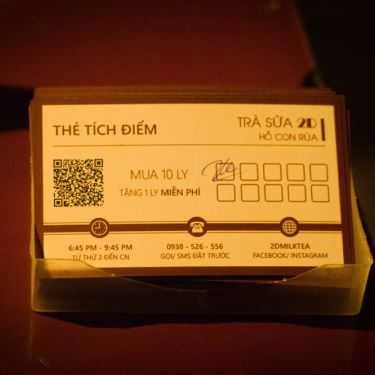 THẺ TÍCH ĐIỂM
TRÀ SỮA 2D
HỒ CON RÙA
MUA 10 LY
TẶNG 1 LY MIỄN PHÍ
6:45 PM - 9:45 PM
TỪ THỨ 2 ĐẾN CN
0938 - 526 - 556
GỌI/ SMS ĐẶT TRƯỚC
2DMILKTEA
FACEBOOK/ INSTAGRAM